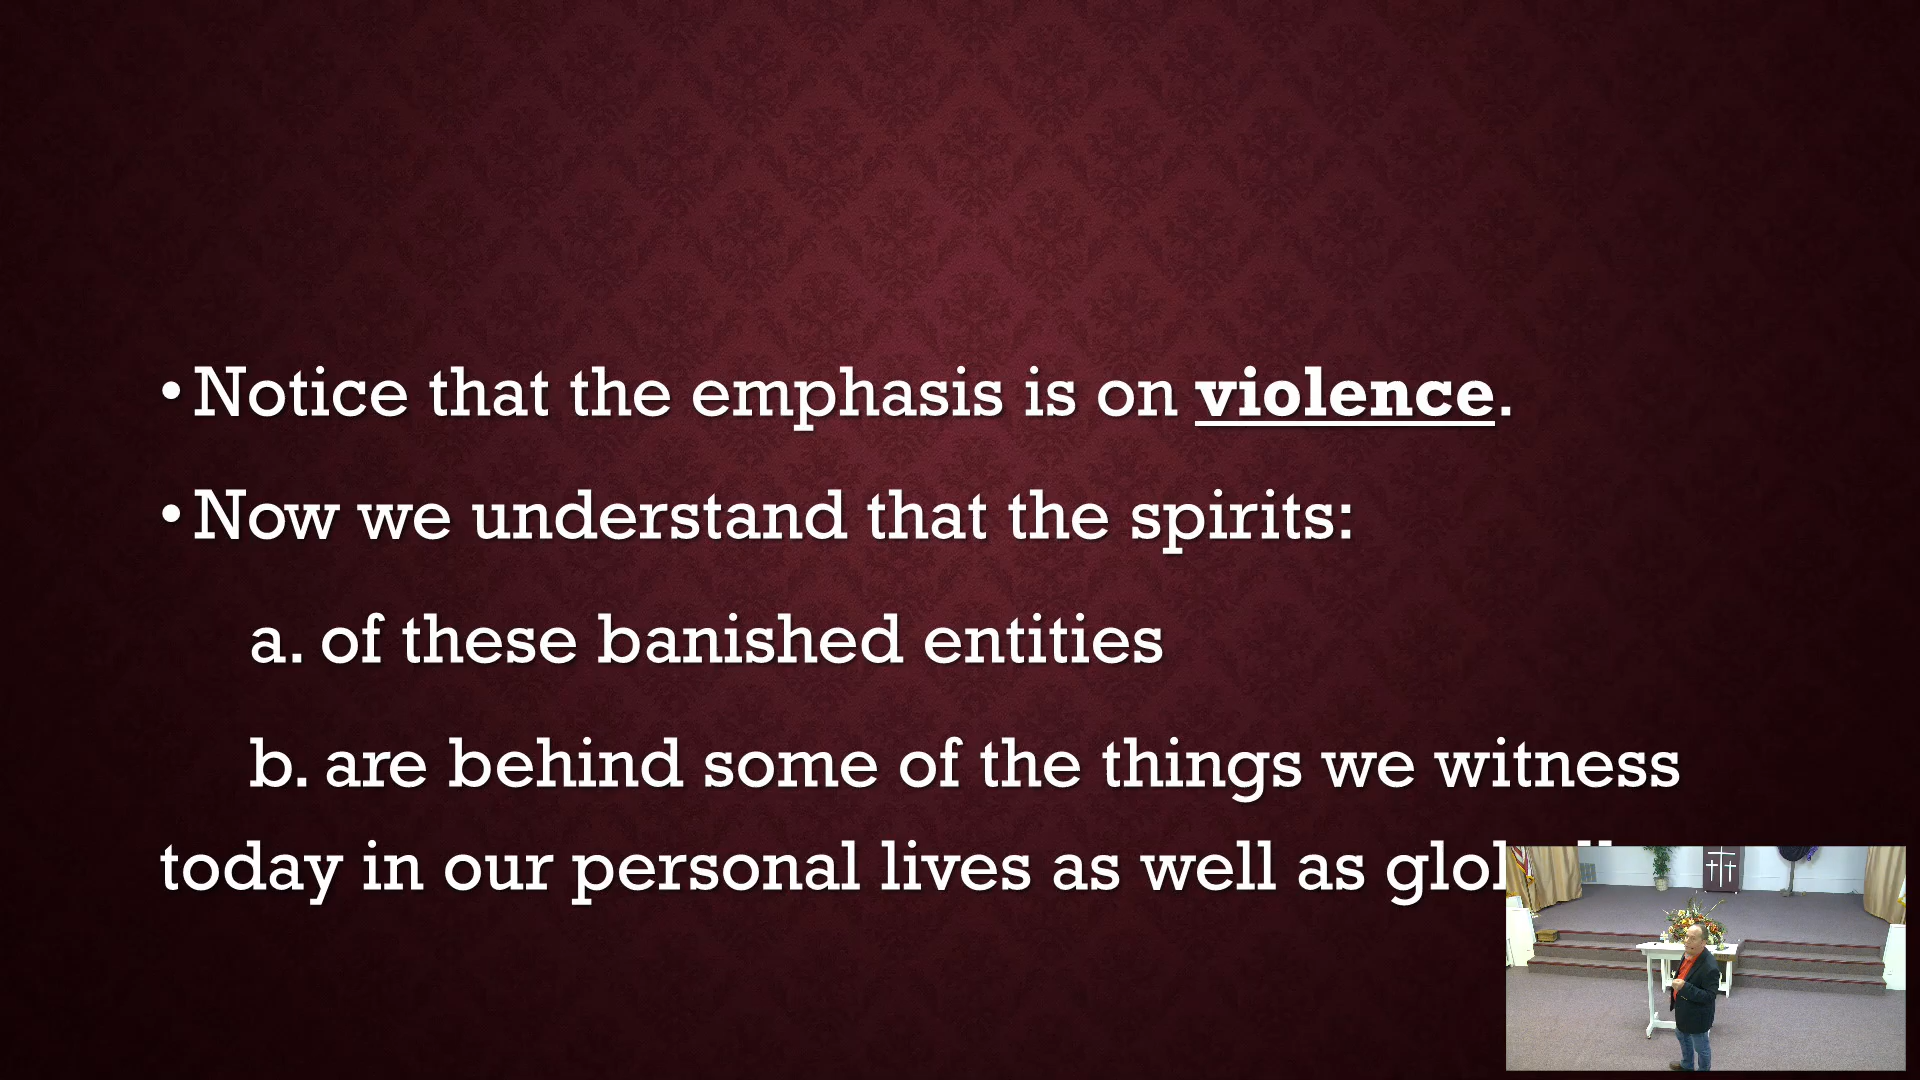 • Notice that the emphasis is on violence.
• Now we understand that the spirits:
a. of these banished entities
b. are behind some of the things we witness
today in our personal lives as well as